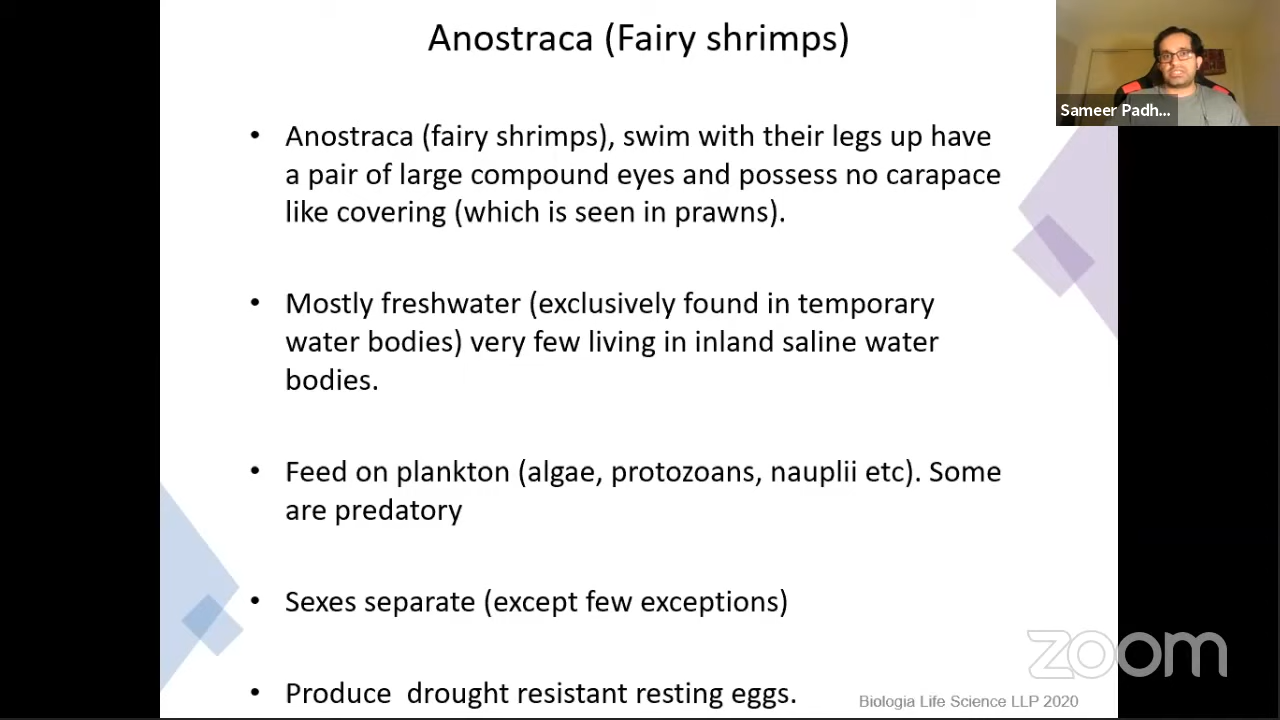 Anostraca (Fairy shrimps)
Sameer Padh...
• Anostraca (fairy shrimps), swim with their legs up have
a pair of large compound eyes and possess no carapace
like covering (which is seen in prawns).
• Mostly freshwater (exclusively found in temporary
water bodies) very few living in inland saline water
bodies.
• Feed on plankton (algae, protozoans, nauplii etc). Some
are predatory
• Sexes separate (except few exceptions)
zoom
• Produce  drought resistant resting eggs.
Biologia Life Science LLP 2020